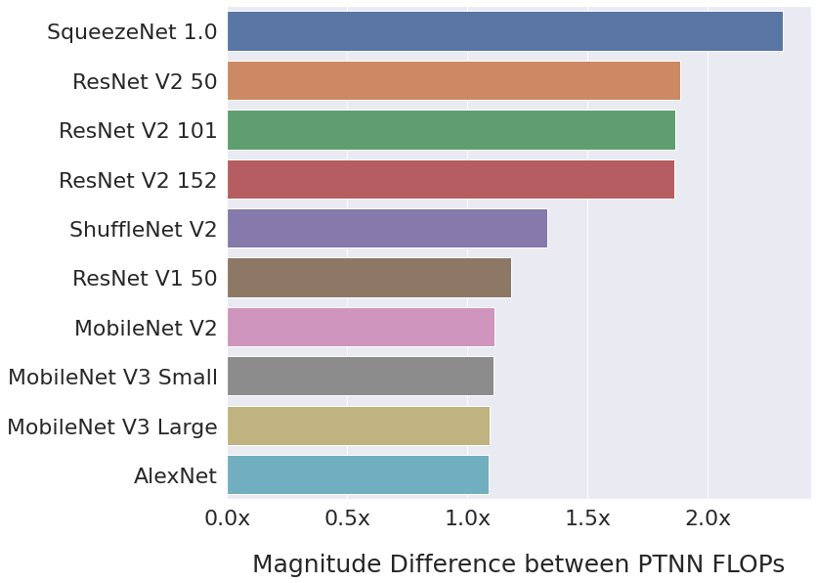 SqueezeNet 1.0
ResNet V2 50
ResNet V2 101
ResNet V2 152
ShuffleNet V2
ResNet V1 50
MobileNet V2
MobileNet V3 Small
MobileNet V3 Large
AlexNet
0.0x 0.5x 1.0x 1.5x 2.0x
Magnitude Difference between PTNN FLOPs